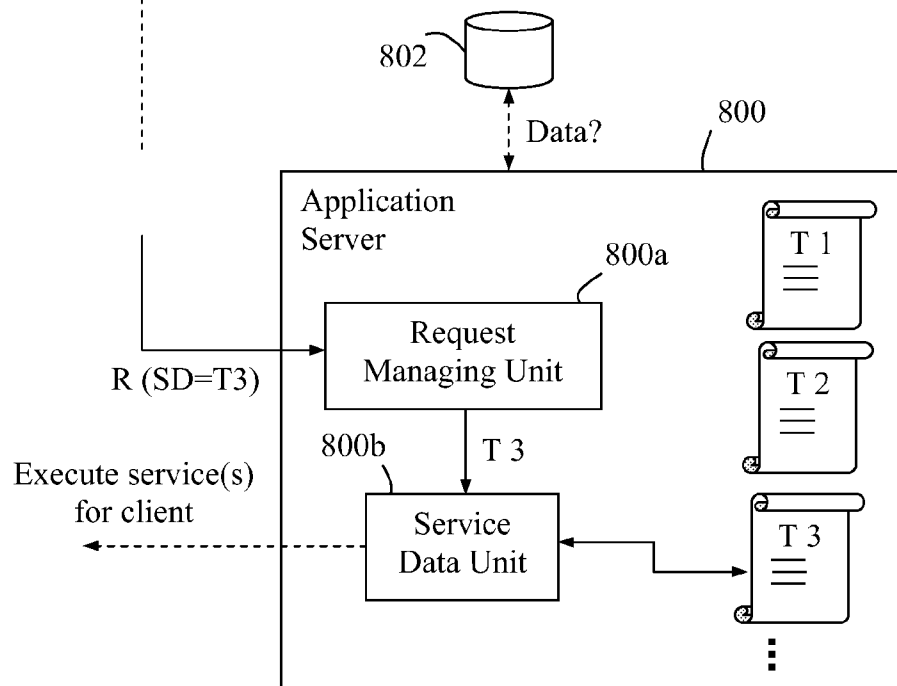 802
Data?
800
Application
Server
800a
T 1
Request
Managing Unit
R (SD=T3)
T 2
800b
T 3
Execute service(s)
for client
Service
Data Unit
T 3